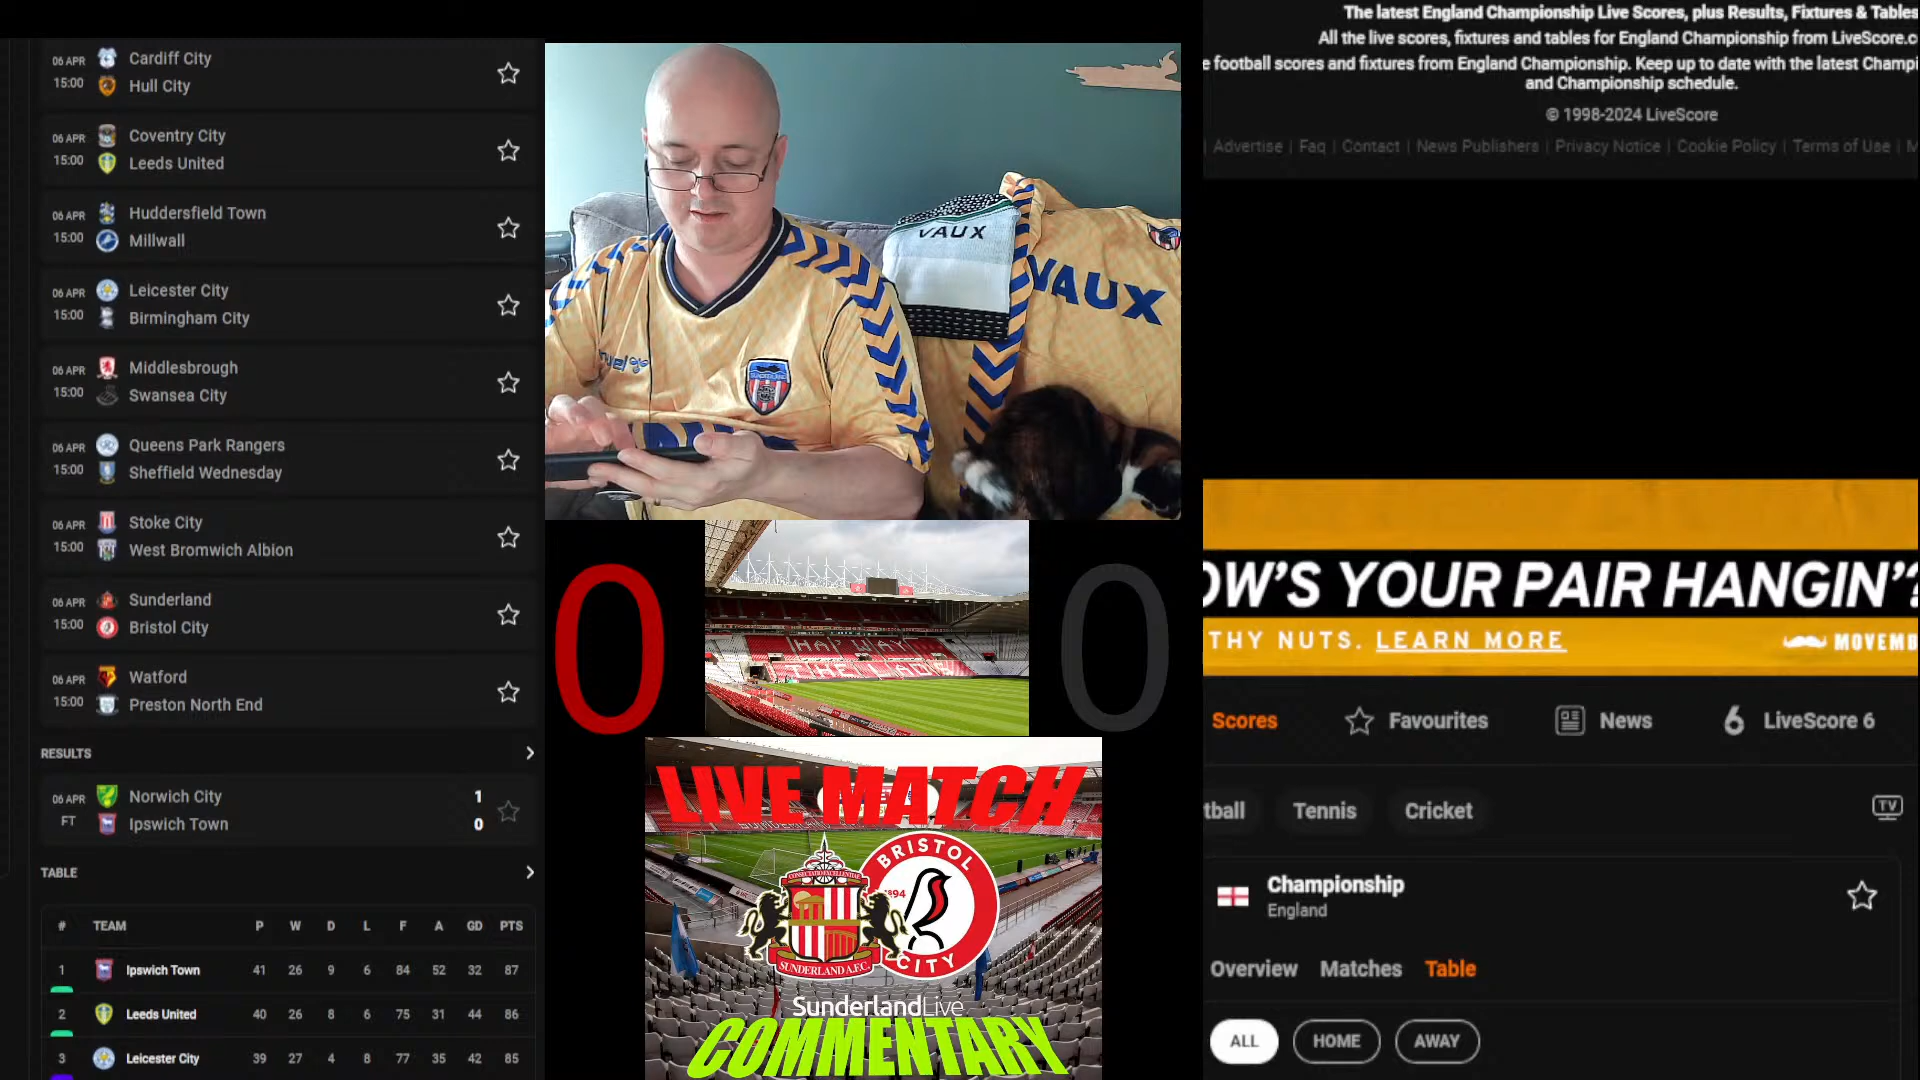 06 APR
15:00
Cardiff City
Hull City
06 APR
15:00
Coventry City
Leeds United
06 APR
15:00
Huddersfield Town
Millwall
06 APR
15:00
Leicester City
Birmingham City
06 APR
15:00
Middlesbrough
Swansea City
06 APR
15:00
Queens Park Rangers
Sheffield Wednesday
06 APR
15:00
Stoke City
West Bromwich Albion
06 APR
15:00
Sunderland
Bristol City
06 APR
15:00
Watford
Preston North End
RESULTS
06 APR
FT
Norwich City 1
Ipswich Town 0
TABLE
# TEAM P W D L F A GD PTS
1 Ipswich Town 41 26 9 6 84 52 32 87
2 Leeds United 40 26 8 6 75 31 44 86
3 Leicester City 39 27 4 8 77 35 42 85
VAUX
VAUX
0
0
HA'WAY
THE LADS
LIVE MATCH
CONSECTATIO EXCELLENTIAE
SUNDERLAND A.F.C.
BRISTOL
1894
CITY
SunderlandLive
COMMENTARY
The latest England Championship Live Scores, plus Results, Fixtures & Tables
All the live scores, fixtures and tables for England Championship from LiveScore.c
e football scores and fixtures from England Championship. Keep up to date with the latest Champi
and Championship schedule.
© 1998-2024 LiveScore
Advertise | Faq | Contact | News Publishers | Privacy Notice | Cookie Policy | Terms of Use | M
OW'S YOUR PAIR HANGIN'?
THY NUTS. LEARN MORE
MOVEMB
Scores
Favourites
News
6 LiveScore 6
tball
Tennis
Cricket
TV
Championship
England
Overview
Matches
Table
ALL
HOME
AWAY